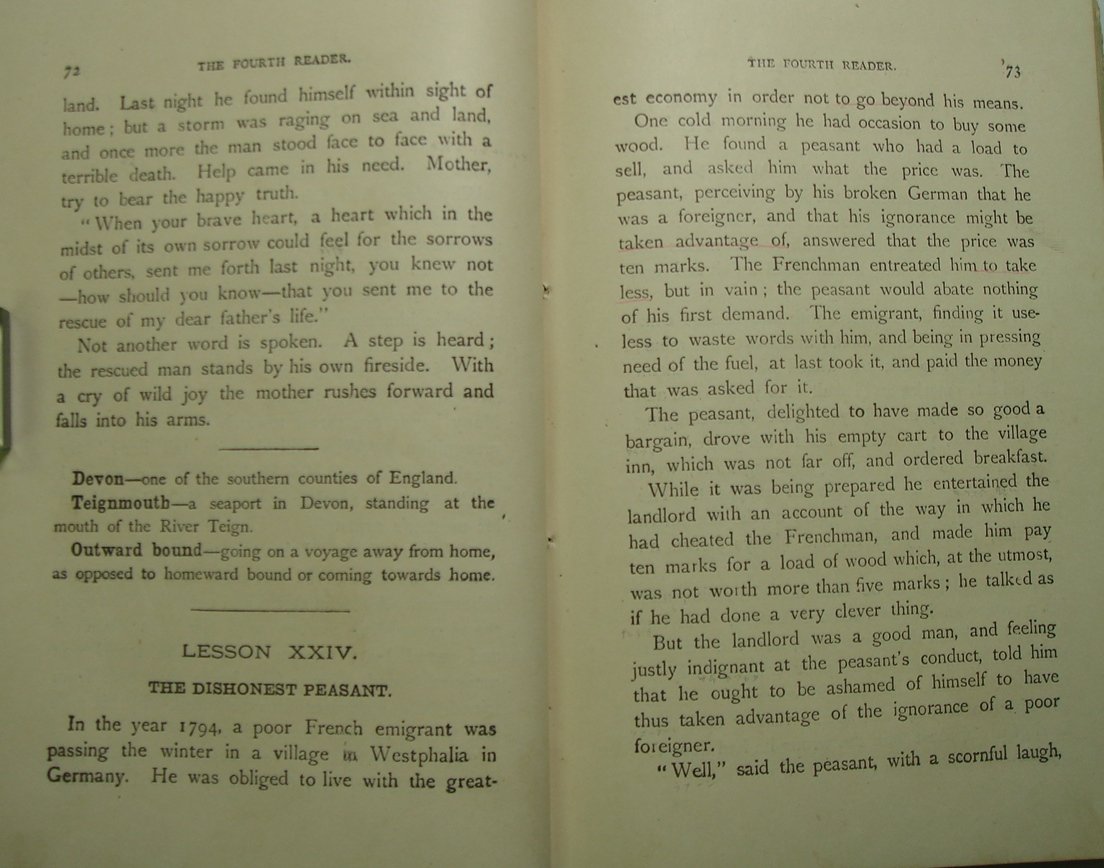 72
THE FOURTH READER.
land. Last night he found himself within sight of
home; but a storm was raging on sea and land,
and once more the man stood face to face with a
terrible death. Help came in his need. Mother,
try to bear the happy truth.
"When your brave heart, a heart which in the
midst of its own sorrow could feel for the sorrows
of others, sent me forth last night, you knew not
—how should you know—that you sent me to the
rescue of my dear father's life."
Not another word is spoken. A step is heard;
the rescued man stands by his own fireside. With
a cry of wild joy the mother rushes forward and
falls into his arms.
Devon—one of the southern counties of England.
Teignmouth—a seaport in Devon, standing at the
mouth of the River Teign.
Outward bound—going on a voyage away from home,
as opposed to homeward bound or coming towards home.
LESSON XXIV.
THE DISHONEST PEASANT.
In the year 1794, a poor French emigrant was
passing the winter in a village in Westphalia in
Germany. He was obliged to live with the great-
THE FOURTH READER.
73
est economy in order not to go beyond his means.
One cold morning he had occasion to buy some
wood. He found a peasant who had a load to
sell, and asked him what the price was. The
peasant, perceiving by his broken German that he
was a foreigner, and that his ignorance might be
taken advantage of, answered that the price was
ten marks. The Frenchman entreated him to take
less, but in vain; the peasant would abate nothing
of his first demand. The emigrant, finding it use-
less to waste words with him, and being in pressing
need of the fuel, at last took it, and paid the money
that was asked for it.
The peasant, delighted to have made so good a
bargain, drove with his empty cart to the village
inn, which was not far off, and ordered breakfast.
While it was being prepared he entertained the
landlord with an account of the way in which he
had cheated the Frenchman, and made him pay
ten marks for a load of wood which, at the utmost,
was not worth more than five marks; he talked as
if he had done a very clever thing.
But the landlord was a good man, and feeling
justly indignant at the peasant's conduct, told him
that he ought to be ashamed of himself to have
thus taken advantage of the ignorance of a poor
foreigner.
"Well," said the peasant, with a scornful laugh,